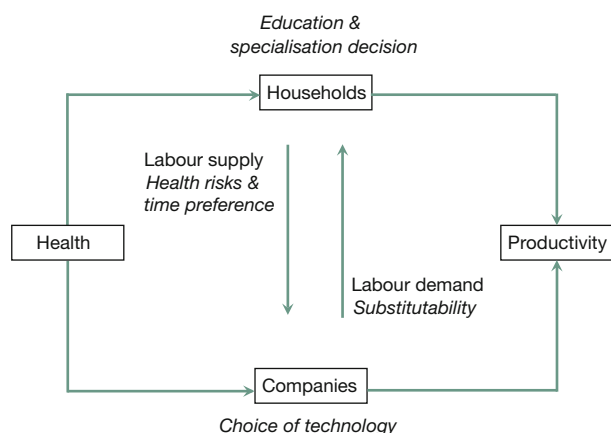 Education &
specialisation decision
Households
Labour supply
Health risks &
time preference
Health
Productivity
Labour demand
Substitutability
Companies
Choice of technology